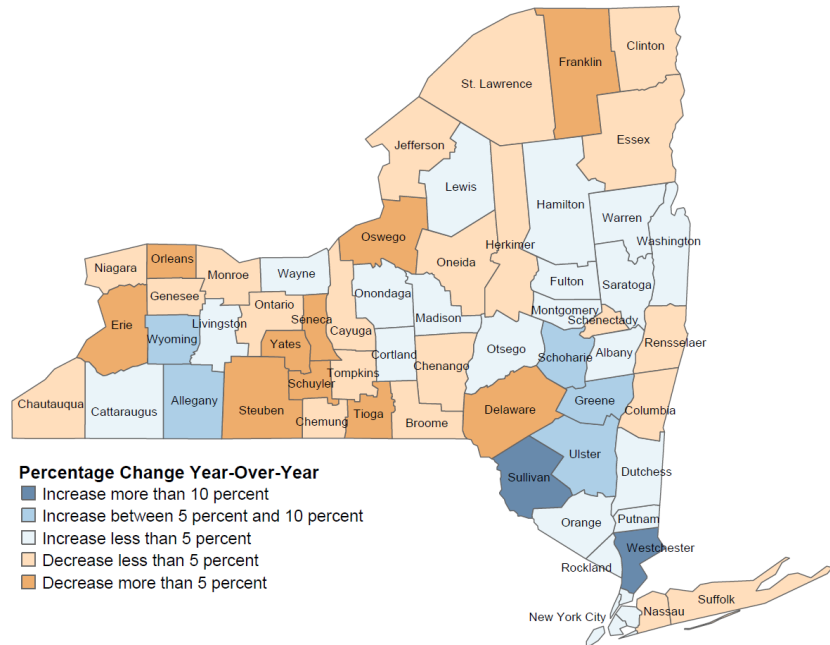 Clinton
Franklin
St. Lawrence
Essex
Jefferson
Lewis
Hamilton
Warren
Washington
Oswego
Herkimer
Oneida
Orleans
Niagara
Monroe
Wayne
Fulton
Saratoga
Genesee
Onondaga
Madison
Montgomery
Ontario
Seneca
Schenectady
Erie
Livingston
Cayuga
Wyoming
Yates
Cortland
Otsego
Schoharie
Albany
Rensselaer
Chenango
Tompkins
Schuyler
Chautauqua
Cattaraugus
Allegany
Steuben
Chemung
Tioga
Broome
Delaware
Greene
Columbia
Ulster
Dutchess
Percentage Change Year-Over-Year
Sullivan
Increase more than 10 percent
Increase between 5 percent and 10 percent
Increase less than 5 percent
Decrease less than 5 percent
Decrease more than 5 percent
Orange
Putnam
Westchester
Rockland
New York City
Nassau
Suffolk